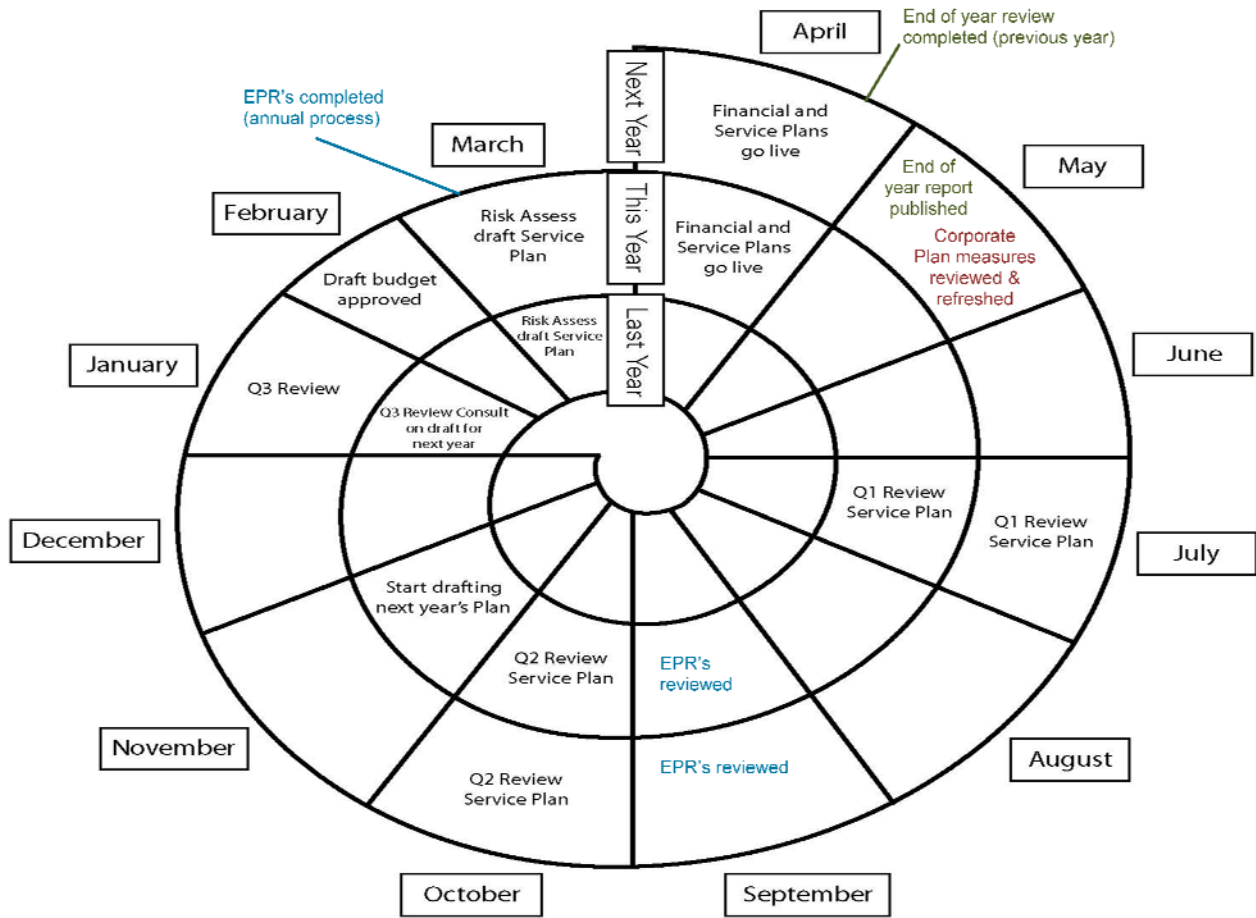 April
End of year review
completed (previous year)
Next Year
EPR's completed
(annual process)
Financial and
Service Plans
go live
March
May
End of
year report
published
This Year
February
Risk Assess
draft Service
Plan
Financial and
Service Plans
go live
Corporate
Plan measures
reviewed &
refreshed
Draft budget
approved
Last Year
Risk Assess
draft Service
Plan
January
June
Q3 Review
Q3 Review Consult
on draft for
next year
Q1 Review
Service Plan
Q1 Review
Service Plan
December
July
Start drafting
next year's Plan
Q2 Review
Service Plan
EPR's
reviewed
November
August
Q2 Review
Service Plan
EPR's reviewed
October
September